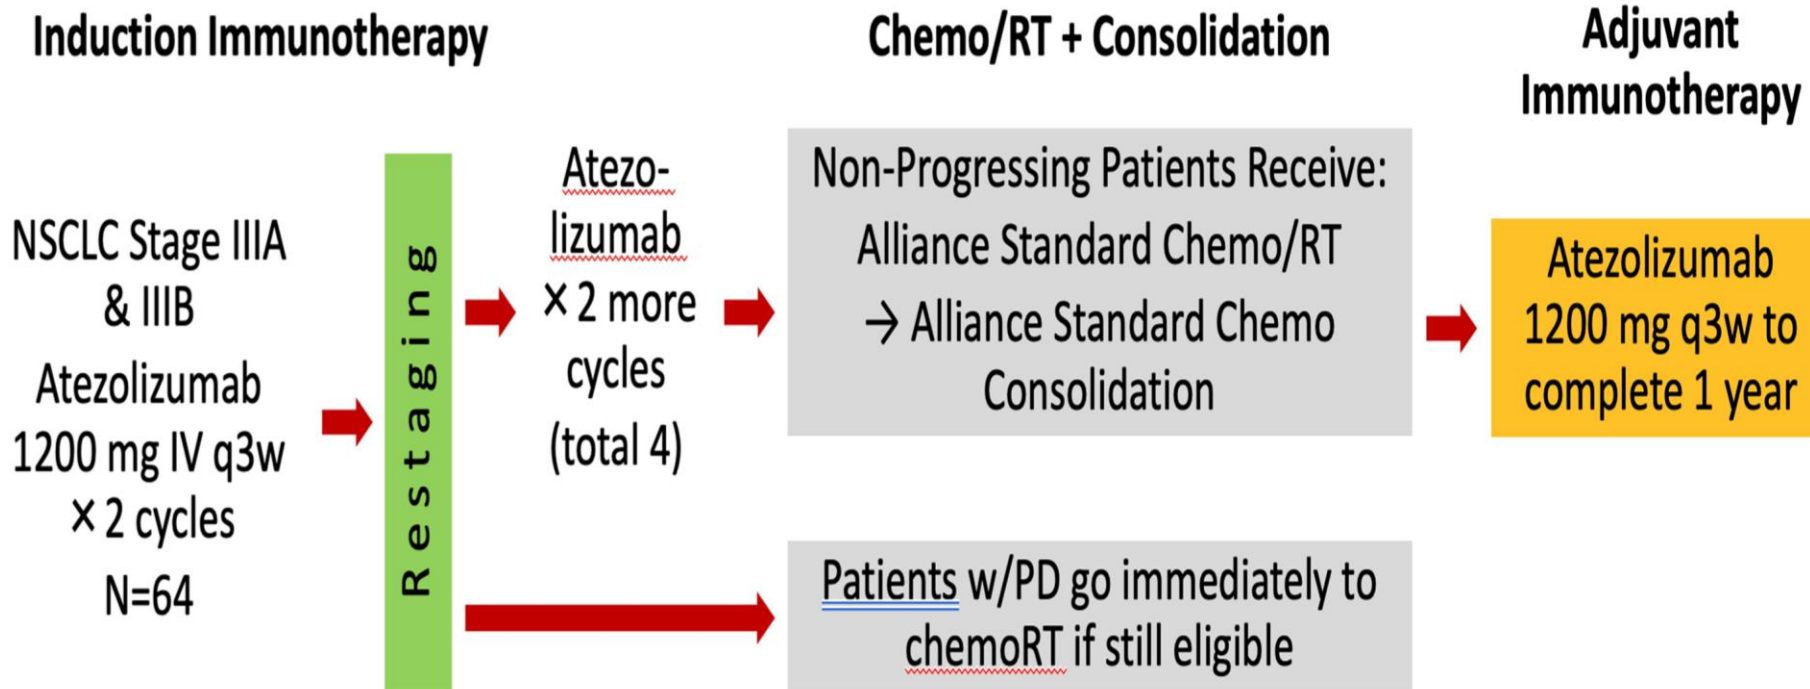 Induction Immunotherapy
Chemo/RT + Consolidation
Adjuvant
Immunotherapy
NSCLC Stage IIIA
& IIIB
Atezolizumab
1200 mg IV q3w
× 2 cycles
N=64
Restaging
Atezo-
lizumab
× 2 more
cycles
(total 4)
Non-Progressing Patients Receive:
Alliance Standard Chemo/RT
→ Alliance Standard Chemo
Consolidation
Patients w/PD go immediately to
chemoRT if still eligible
Atezolizumab
1200 mg q3w to
complete 1 year